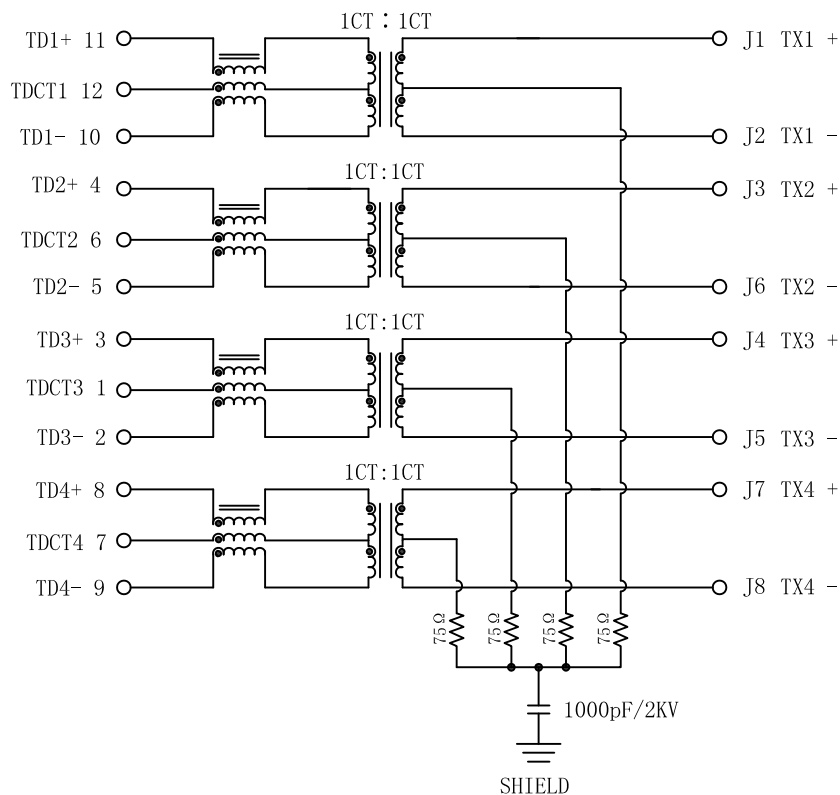 1CT : 1CT
TD1+ 11
J1 TX1 +
TDCT1 12
TD1- 10
J2 TX1 -
1CT:1CT
TD2+ 4
J3 TX2 +
TDCT2 6
TD2- 5
J6 TX2 -
1CT:1CT
TD3+ 3
J4 TX3 +
TDCT3 1
TD3- 2
J5 TX3 -
1CT:1CT
TD4+ 8
J7 TX4 +
TDCT4 7
TD4- 9
J8 TX4 -
75Ω
75Ω
75Ω
75Ω
1000pF/2KV
SHIELD